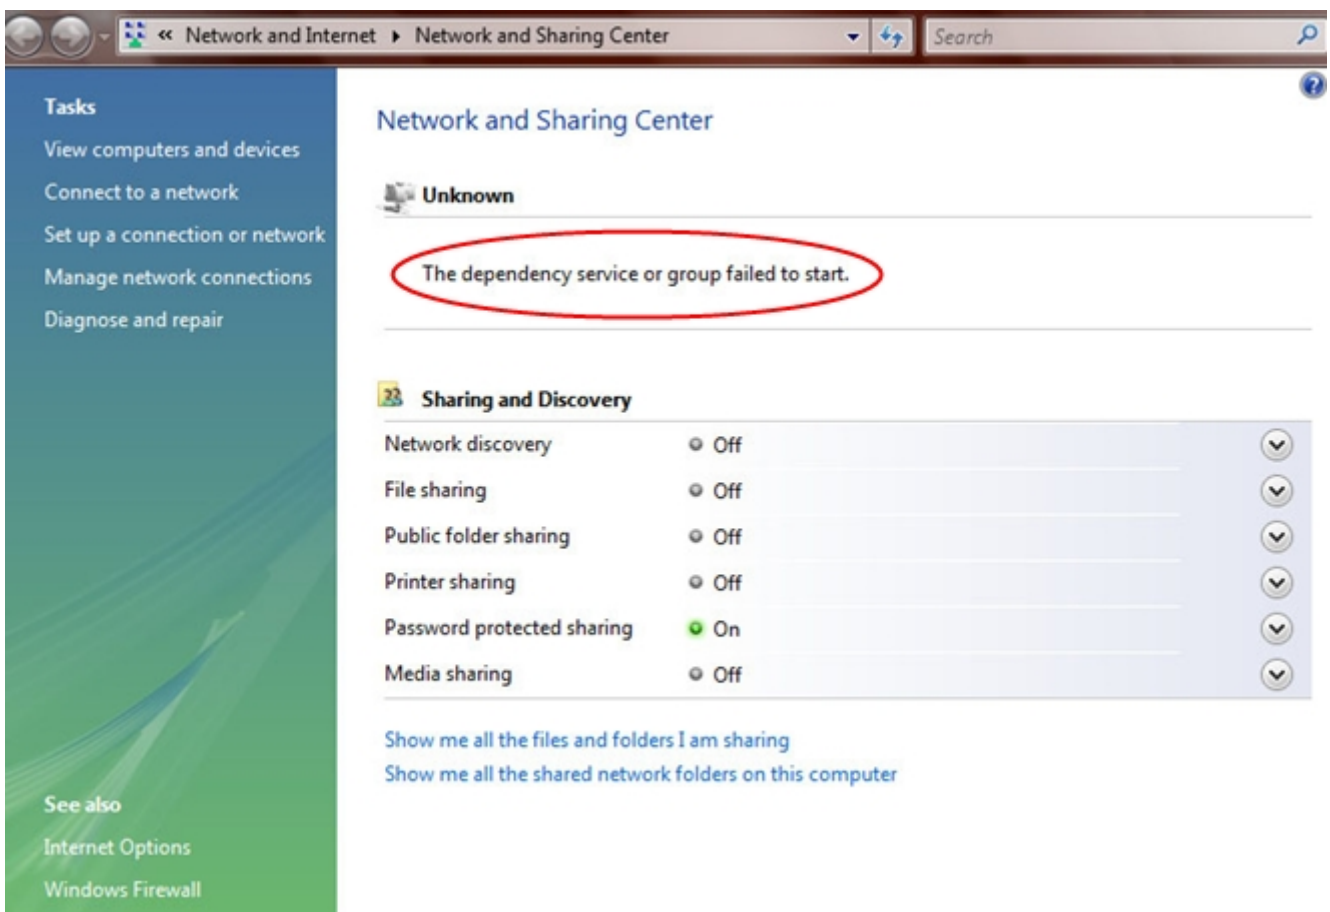 « Network and Internet ▸ Network and Sharing Center
Search
Tasks
View computers and devices
Connect to a network
Set up a connection or network
Manage network connections
Diagnose and repair
See also
Internet Options
Windows Firewall
Network and Sharing Center
Unknown
The dependency service or group failed to start.
Sharing and Discovery
Network discovery Off
File sharing Off
Public folder sharing Off
Printer sharing Off
Password protected sharing On
Media sharing Off
Show me all the files and folders I am sharing
Show me all the shared network folders on this computer